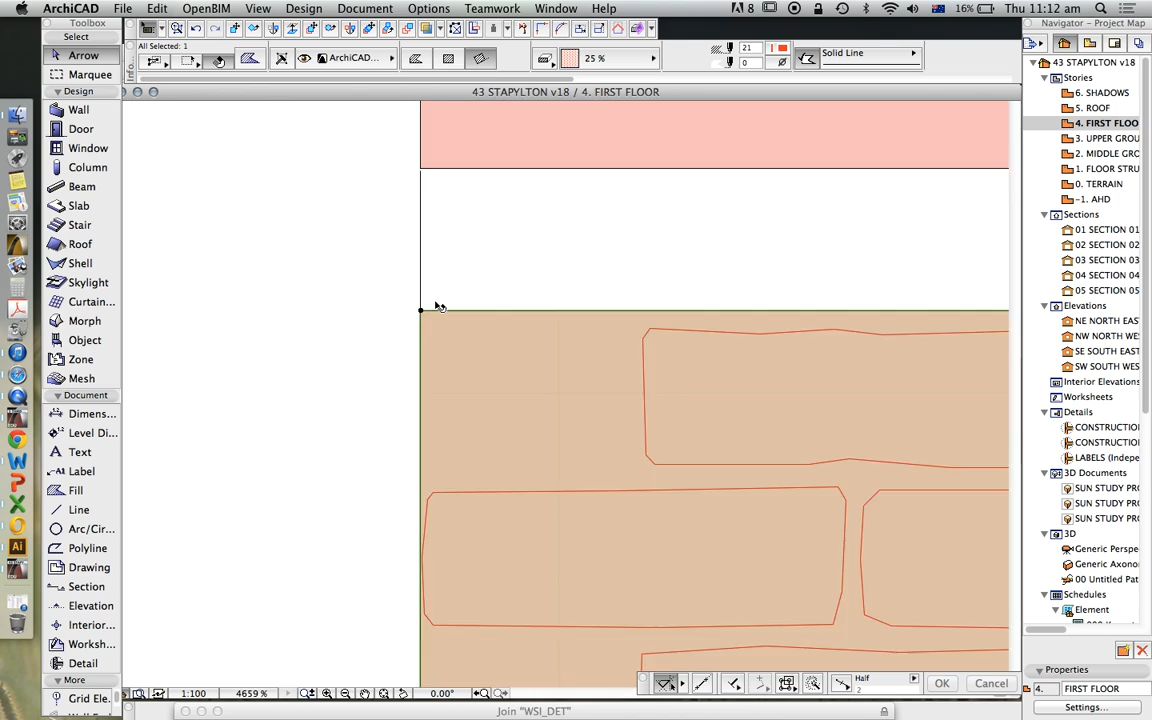 ArchiCAD File Edit OpenBIM View Design Document Options Teamwork Window Help 8 16% Thu 11:12 am
Select
Arrow
Marquee
Design
Wall
Door
Window
Column
Beam
Slab
Stair
Roof
Shell
Skylight
Curtain...
Morph
Object
Zone
Mesh
Document
Dimens...
Level Di...
Text
A1 Label
Fill
Line
Arc/Cir...
Polyline
Drawing
Section
Elevation
Interior...
Worksh...
Detail
More
Grid Ele...
Toolbox
All Selected: 1
ArchiCAD...
25 %
21
0
Solid Line
43 STAPYLTON v18 / 4. FIRST FLOOR
1:100 4659 % 0.00°
Half
2
OK Cancel
Join "WSI_DET"
Navigator - Project Map
43 STAPYLTON v18
Stories
6. SHADOWS
5. ROOF
4. FIRST FLOO
3. UPPER GROU
2. MIDDLE GRO
1. FLOOR STRU
0. TERRAIN
-1. AHD
Sections
01 SECTION 01
02 SECTION 02
03 SECTION 03
04 SECTION 04
05 SECTION 05
Elevations
NE NORTH EAS
NW NORTH WE
SE SOUTH EAST
SW SOUTH WES
Interior Elevations
Worksheets
Details
CONSTRUCTIO
CONSTRUCTIO
LABELS (Indepe
3D Documents
SUN STUDY PRO
SUN STUDY PRO
SUN STUDY PRO
3D
Generic Perspe
Generic Axono
00 Untitled Pat
Schedules
Element
Properties
4. FIRST FLOOR
Settings...